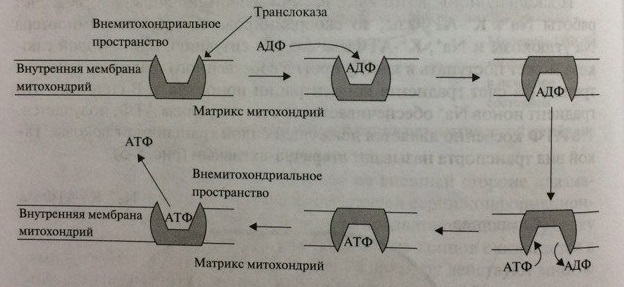 Транслоказа
Внемитохондриальное
пространство
АДФ
АДФ
Внутренняя мембрана
митохондрий
Матрикс митохондрий
АДФ
АТФ
Внемитохондриальное
пространство
Внутренняя мембрана
митохондрий
АТФ
АТФ
АТФ
АДФ
Матрикс митохондрий